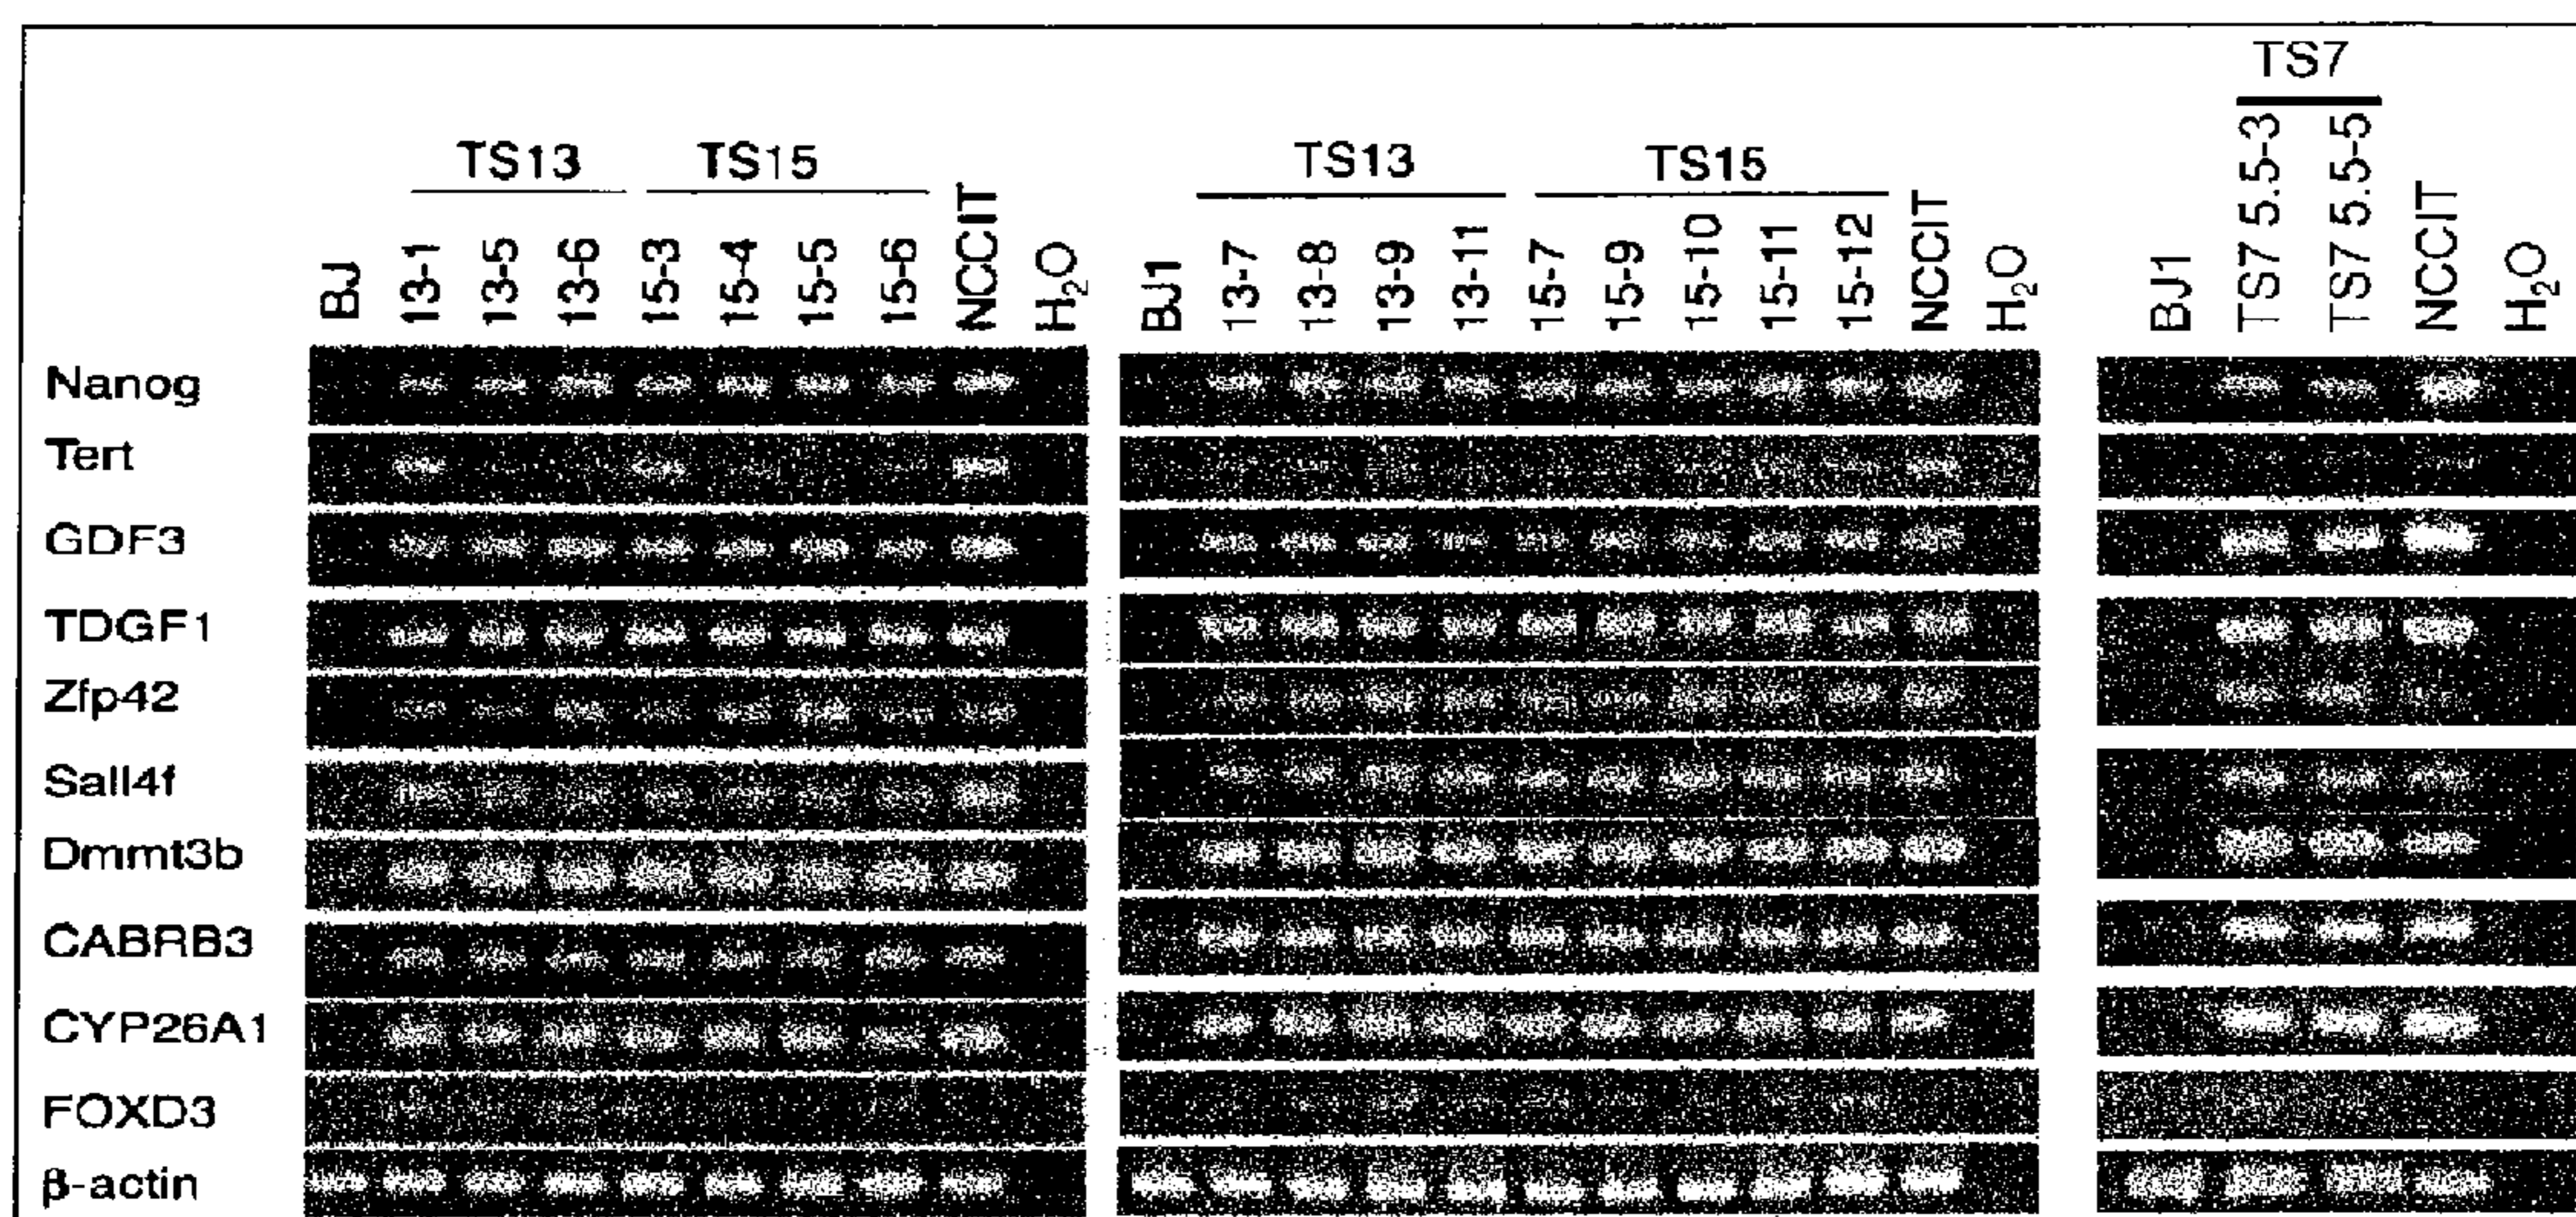 TS7
TS13 TS15 TS13 TS15
BJ 13-1 13-5 13-6 15-3 15-4 15-5 15-6 NCCIT H₂O
BJ1 13-7 13-8 13-9 13-11 15-7 15-9 15-10 15-11 15-12 NCCIT H₂O
BJ1 TS7 5.5-3 TS7 5.5-5 NCCIT H₂O
Nanog
Tert
GDF3
TDGF1
Zfp42
Sall4f
Dmmt3b
CABRB3
CYP26A1
FOXD3
β-actin